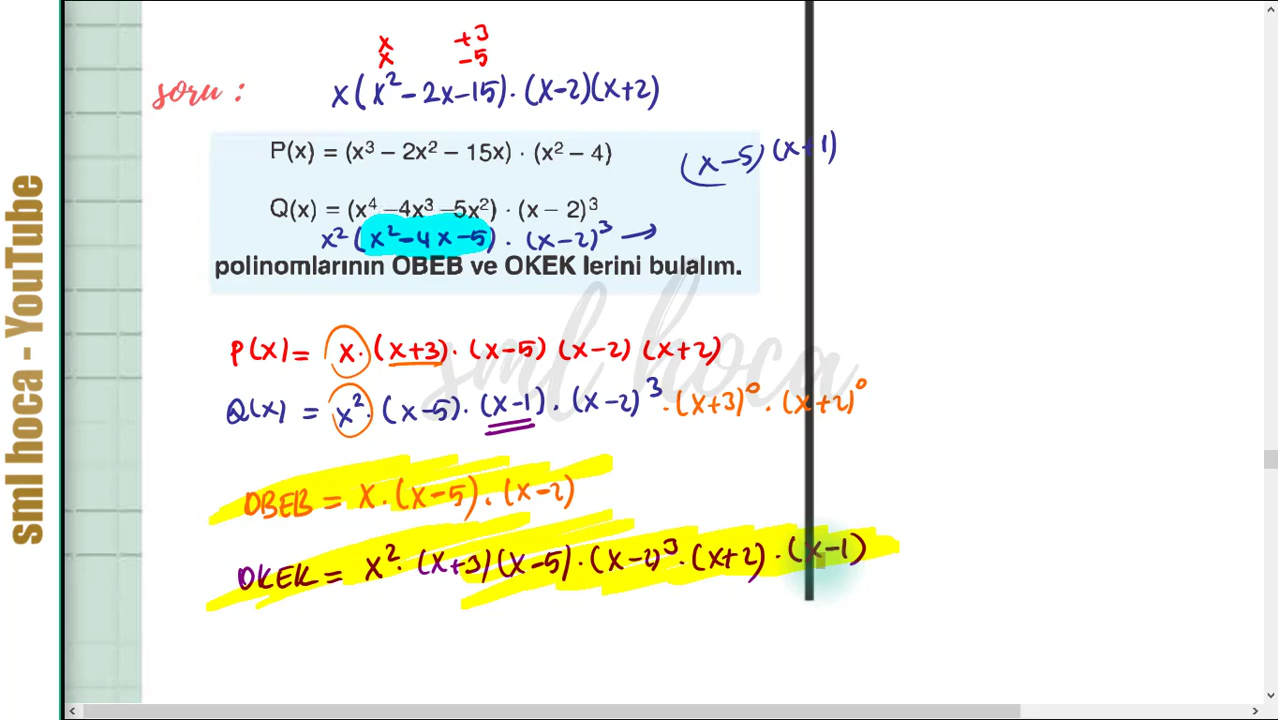 sml hoca - YouTube
x +3
x -5
soru : x(x² - 2x - 15) · (x-2)(x+2)
P(x) = (x³ – 2x² – 15x) · (x² – 4)
(x-5)(x+1)
Q(x) = (x⁴ – 4x³ – 5x²) · (x – 2)³
x² (x² - 4x - 5) · (x-2)³ →
polinomlarının OBEB ve OKEK lerini bulalım.
sml hoca
P(x) = x · (x+3) · (x-5) (x-2) (x+2)
Q(x) = x² · (x-5) · (x-1) · (x-2)³ · (x+3)⁰ · (x+2)⁰
OBEB = x · (x-5) · (x-2)
OKEK = x² · (x+3)(x-5) · (x-2)³ · (x+2) · (x-1)